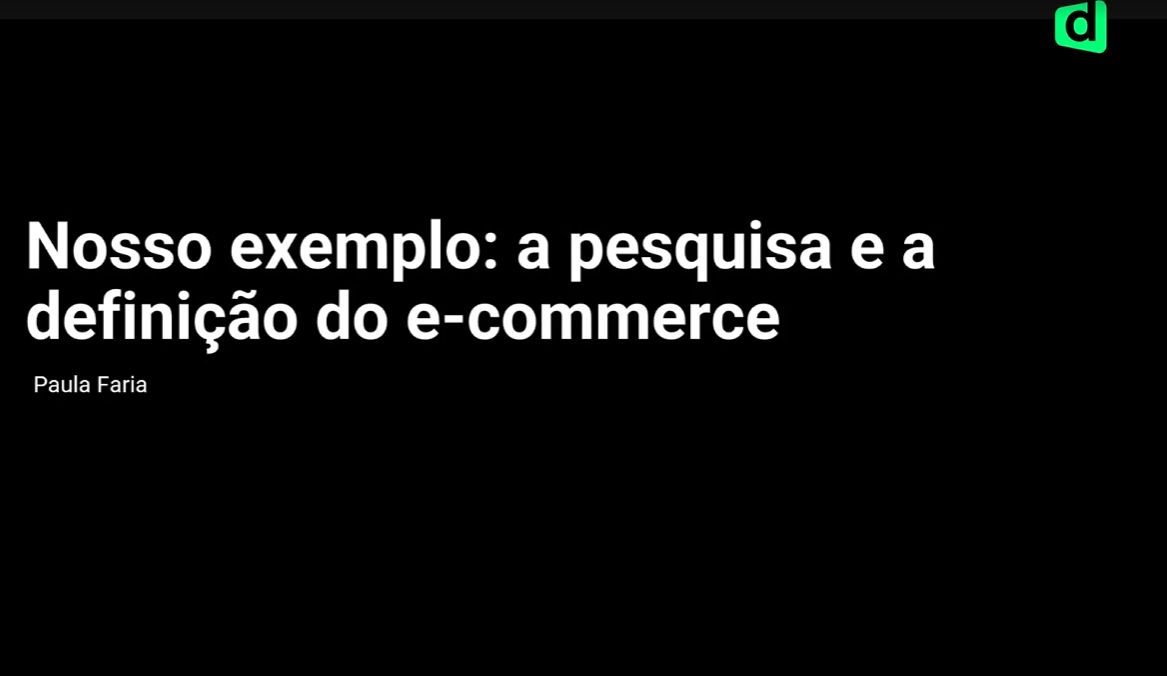 d
Nosso exemplo: a pesquisa e a
definição do e-commerce
Paula Faria